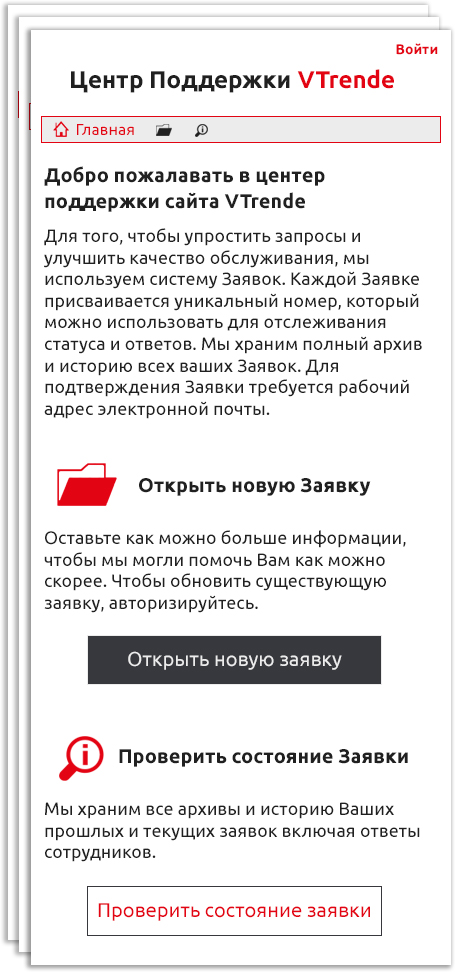 Войти
Центр Поддержки VTrende
Главная
Добро пожалавать в центер
поддержки сайта VTrende
Для того, чтобы упростить запросы и
улучшить качество обслуживания, мы
используем систему Заявок. Каждой Заявке
присваивается уникальный номер, который
можно использовать для отслеживания
статуса и ответов. Мы храним полный архив
и историю всех ваших Заявок. Для
подтверждения Заявки требуется рабочий
адрес электронной почты.
Открыть новую Заявку
Оставьте как можно больше информации,
чтобы мы могли помочь Вам как можно
скорее. Чтобы обновить существующую
заявку, авторизируйтесь.
Открыть новую заявку
Проверить состояние Заявки
Мы храним все архивы и историю Ваших
прошлых и текущих заявок включая ответы
сотрудников.
Проверить состояние заявки